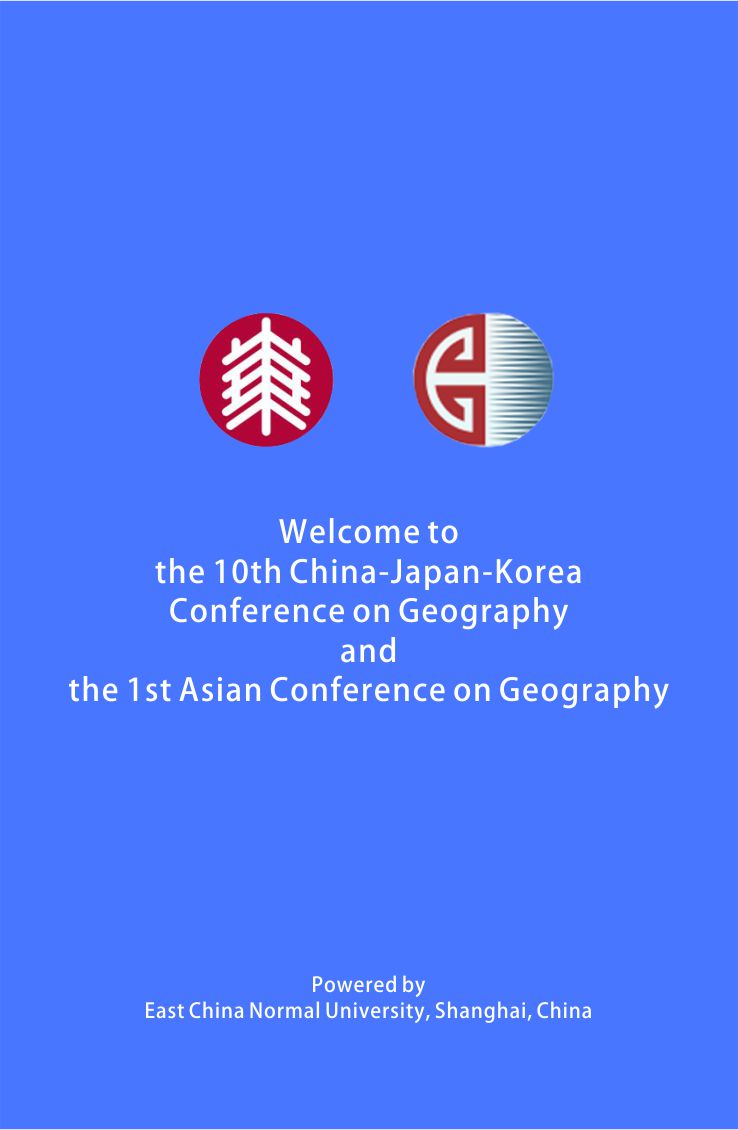 Welcome to
the 10th China-Japan-Korea
Conference on Geography
and
the 1st Asian Conference on Geography
Powered by
East China Normal University, Shanghai, China